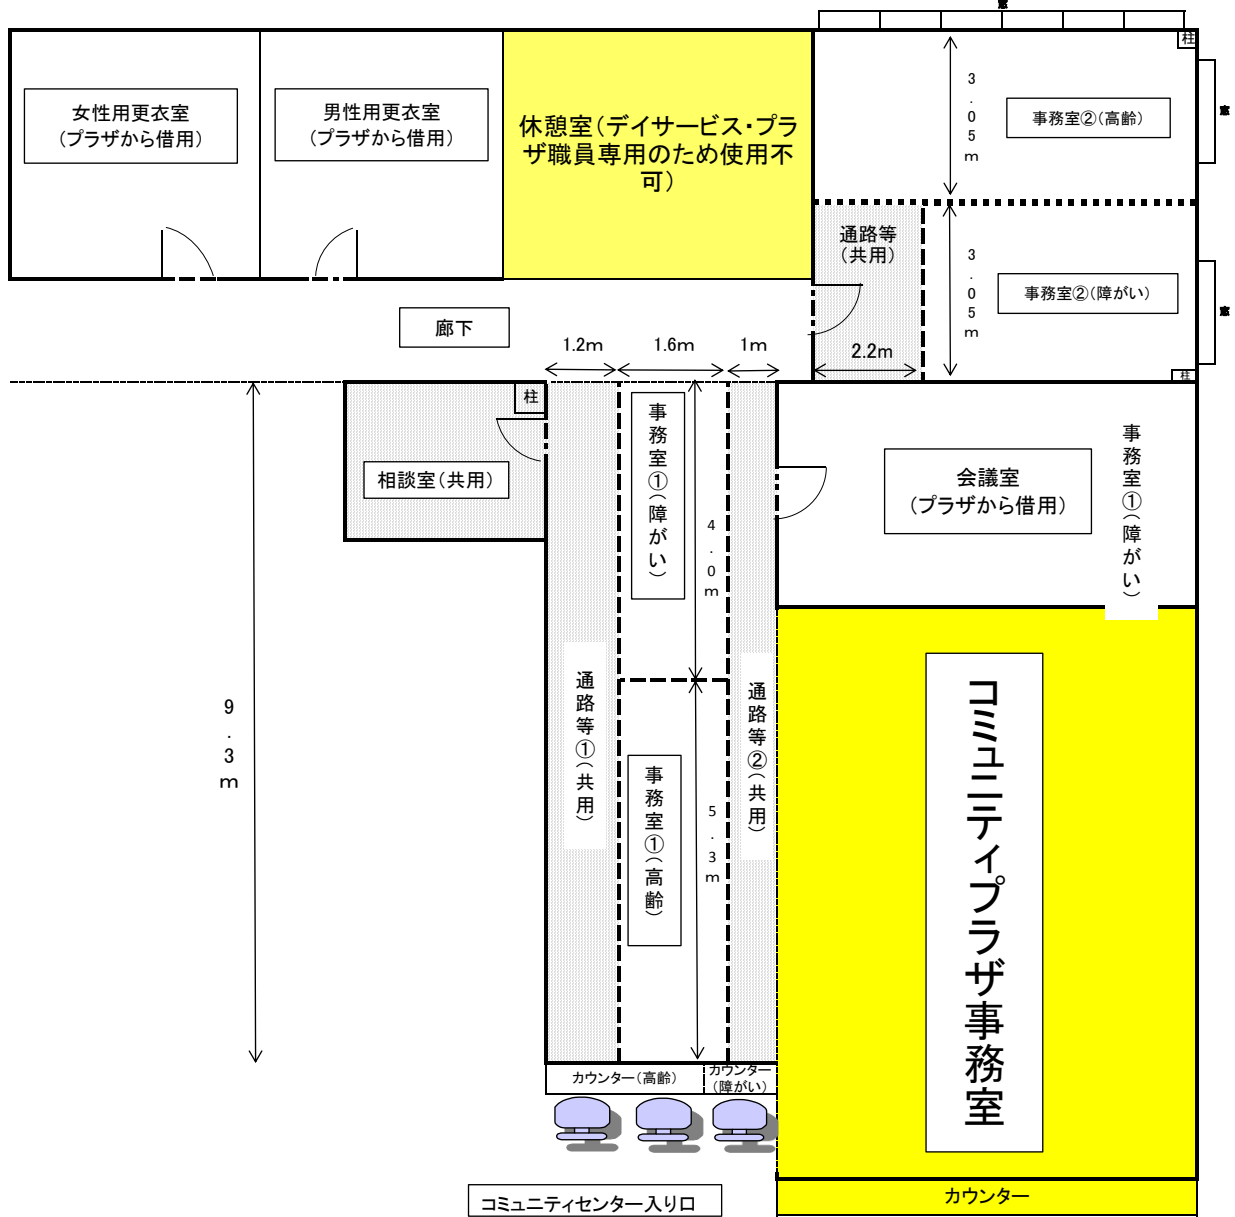 窓
柱
女性用更衣室
(プラザから借用)
男性用更衣室
(プラザから借用)
休憩室(デイサービス・プラ
ザ職員専用のため使用不
可)
3.05m
事務室②(高齢)
窓
通路等
(共用)
3.05m
事務室②(障がい)
窓
廊下
1.2m
1.6m
1m
2.2m
柱
柱
相談室(共用)
事務室①(障がい)
4.0m
会議室
(プラザから借用)
事務室①(障がい)
9.3m
通路等①(共用)
通路等②(共用)
事務室①(高齢)
5.3m
コミュニティプラザ事務室
カウンター(高齢)
カウンター
(障がい)
コミュニティセンター入り口
カウンター